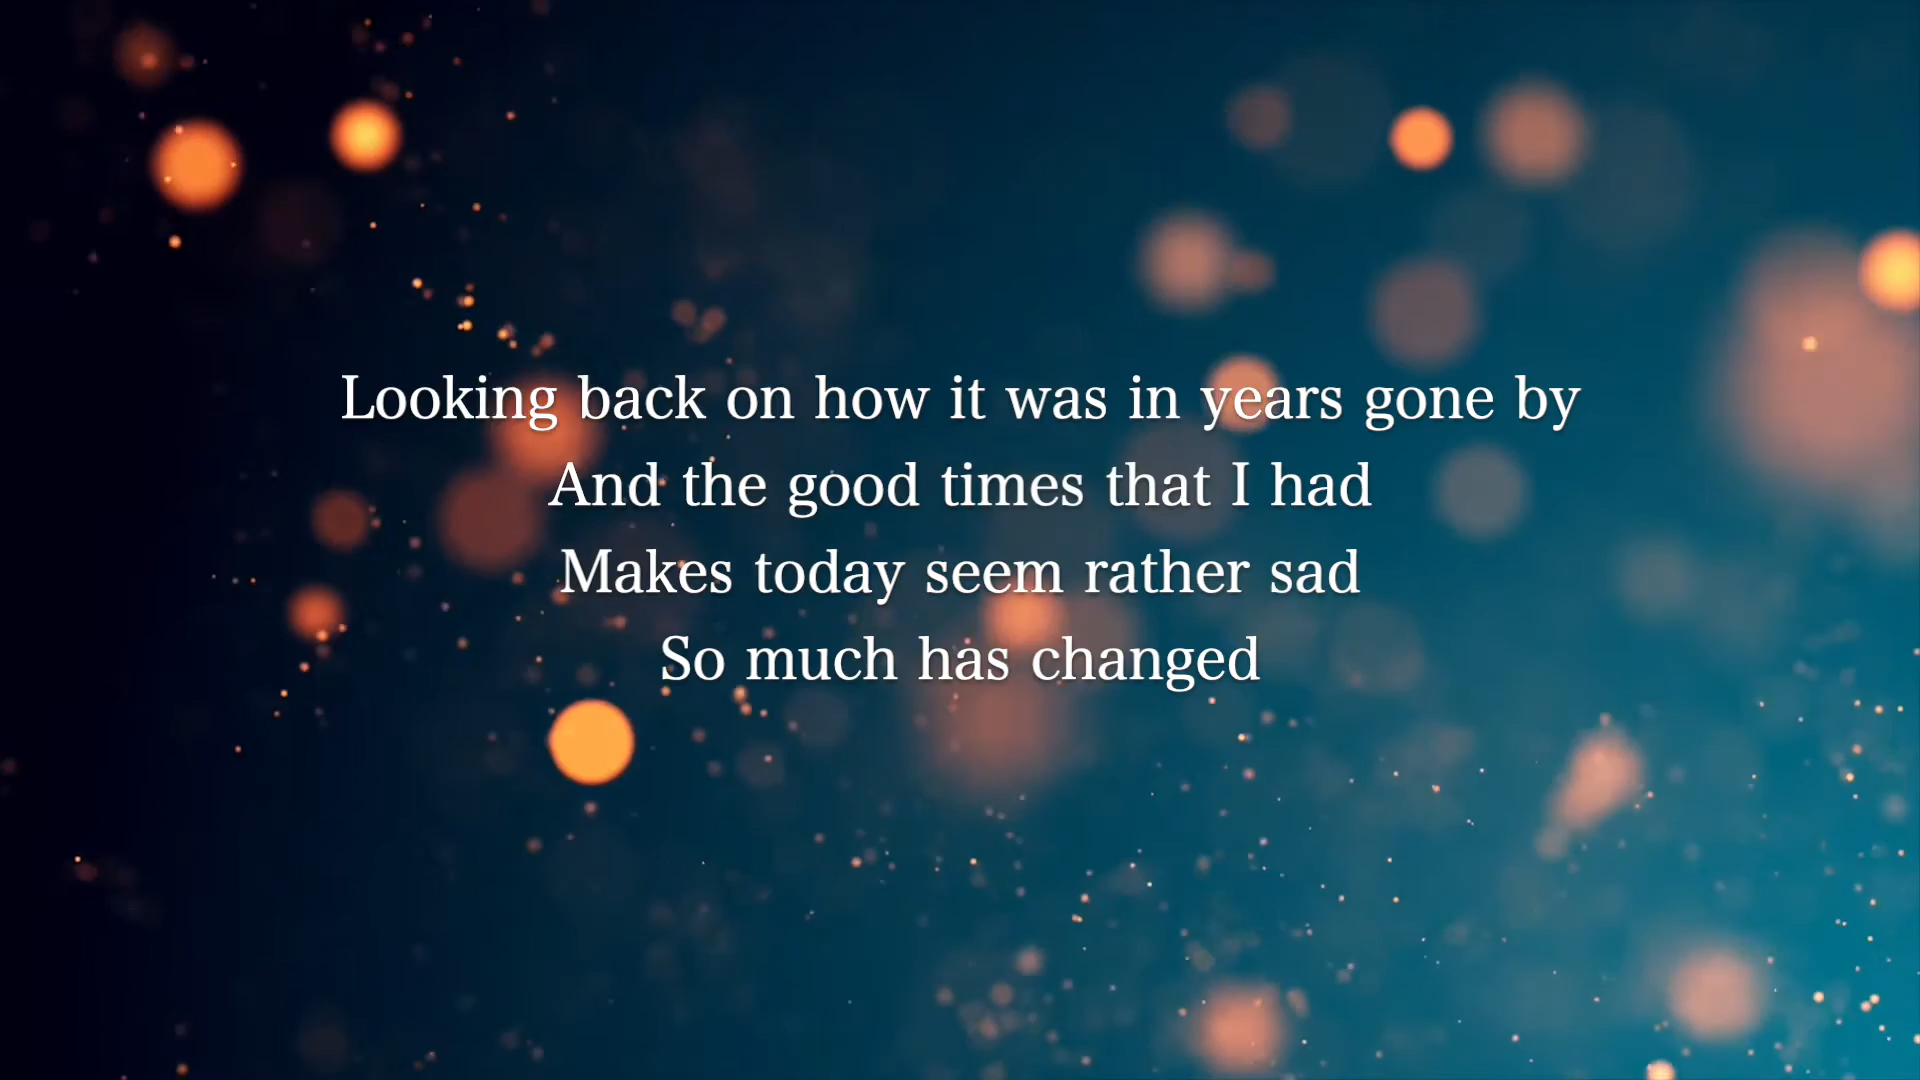 Looking back on how it was in years gone by
And the good times that I had
Makes today seem rather sad
So much has changed